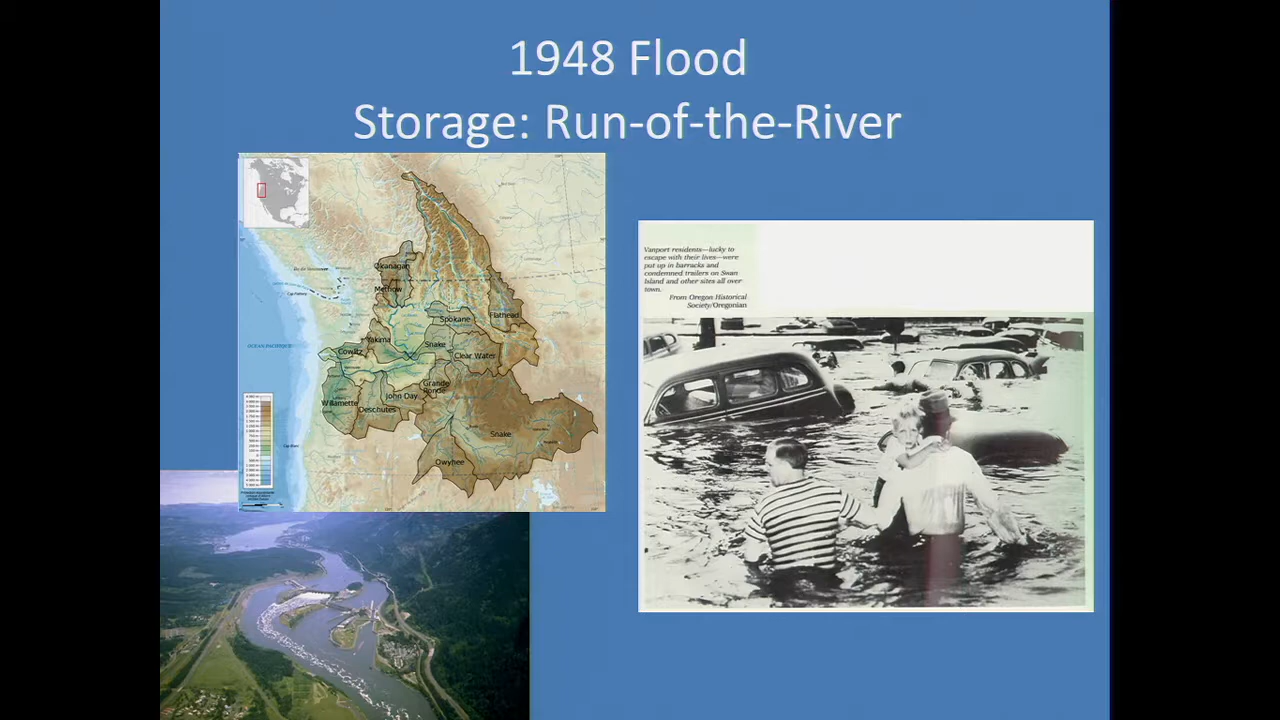 1948 Flood
Storage: Run-of-the-River
Okanagan
Methow
Spokane
Flathead
Yakima
Snake
Cowlitz
Clear Water
Grande
Ronde
John Day
Willamette
Deschutes
Snake
Owyhee
OCEAN PACIFIQUE
Vanport residents—lucky to
escape with their lives—were
put up in barracks and
condemned trailers on Swan
Island and other sites all over
town.
From Oregon Historical
Society/Oregonian